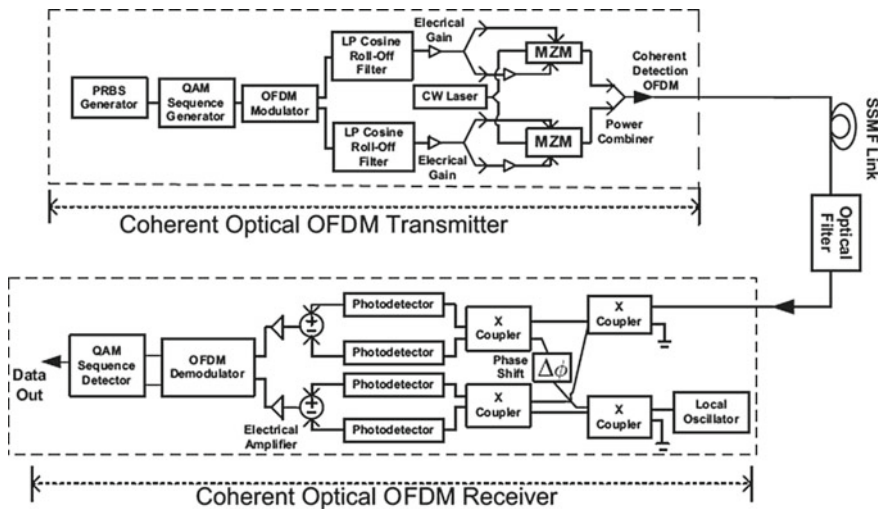 PRBS
Generator
QAM
Sequence
Generator
OFDM
Modulator
LP Cosine
Roll-Off
Filter
Elecrical
Gain
MZM
CW Laser
LP Cosine
Roll-Off
Filter
Electrical
Gain
MZM
Power
Combiner
Coherent
Detection
OFDM
SSMF Link
Optical
Filter
Coherent Optical OFDM Transmitter
Data
Out
QAM
Sequence
Detector
OFDM
Demodulator
Electrical
Amplifier
+
−
+
−
Photodetector
Photodetector
Photodetector
Photodetector
X
Coupler
X
Coupler
Phase
Shift
Δϕ
X
Coupler
X
Coupler
Local
Oscillator
Coherent Optical OFDM Receiver